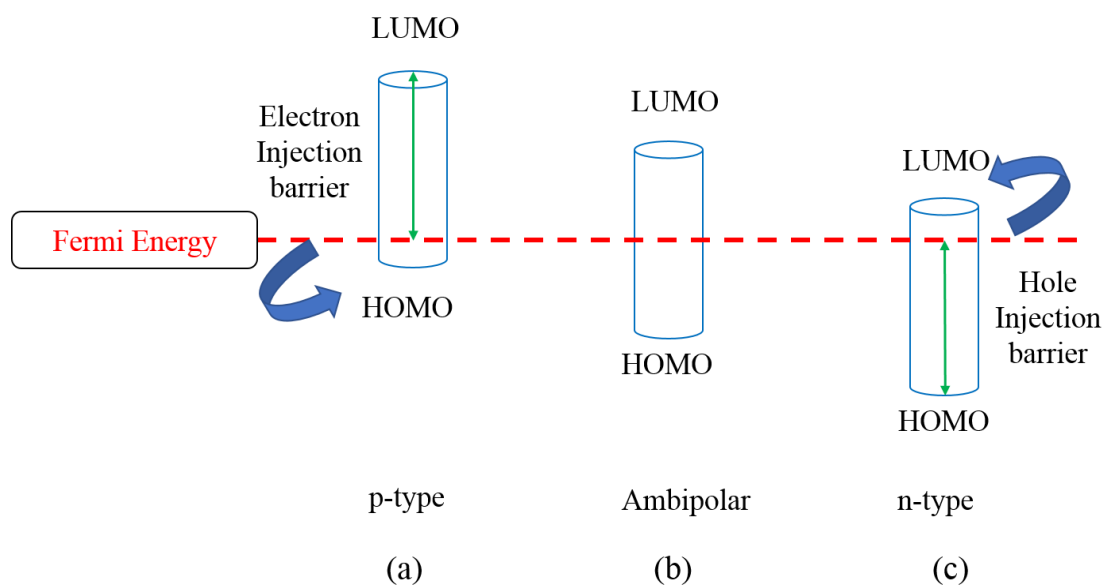 LUMO
Electron
Injection
barrier
Fermi Energy
HOMO
LUMO
HOMO
LUMO
Hole
Injection
barrier
HOMO
p-type
Ambipolar
n-type
(a)
(b)
(c)